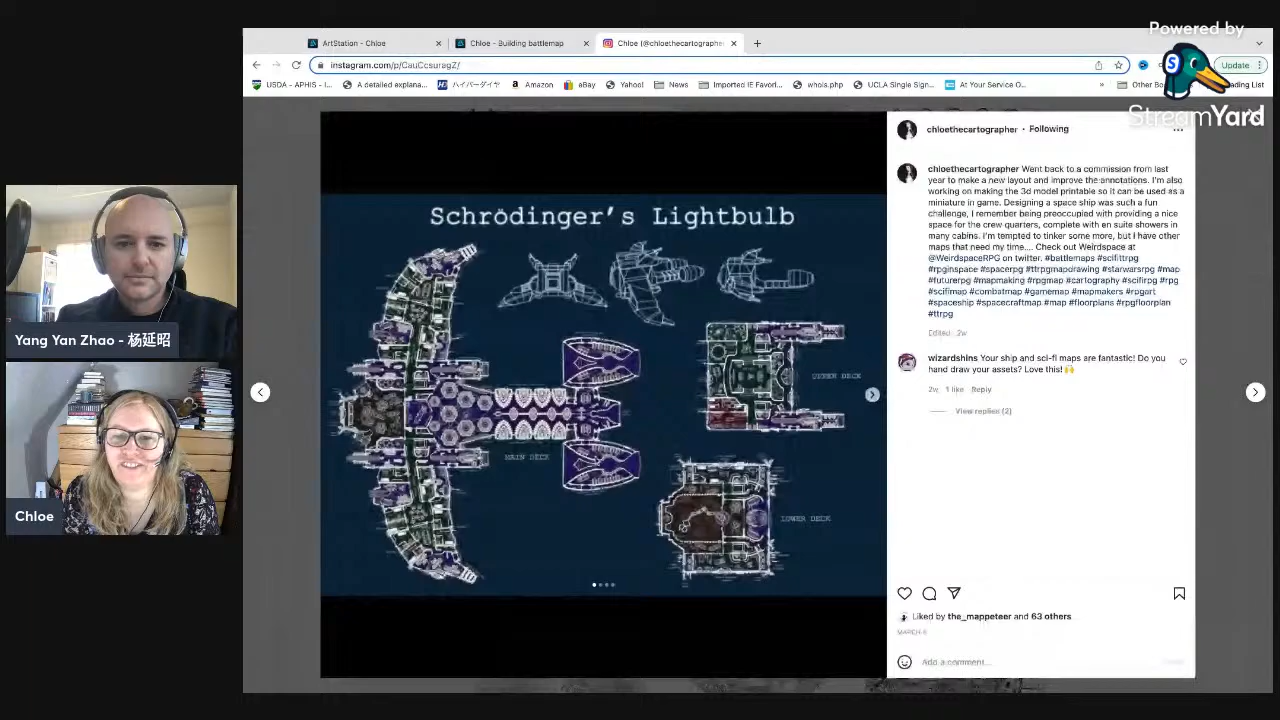 Powered by
StreamYard
ArtStation - Chloe
Chloe - Building battlemap
Chloe (@chloethecartographe
instagram.com/p/CauCcsuragZ/
Update
USDA - APHIS - I...
A detailed explana...
ハイパーダイヤ
Amazon
eBay
Yahoo!
News
Imported IE Favori...
whois.php
UCLA Single Sign...
At Your Service O...
»
Other Bo
ading List
chloethecartographer • Following
chloethecartographer Went back to a commission from last
year to make a new layout and improve the annotations. I'm also
working on making the 3d model printable so it can be used as a
miniature in game. Designing a space ship was such a fun
challenge, I remember being preoccupied with providing a nice
space for the crew quarters, complete with en suite showers in
many cabins. I'm tempted to tinker some more, but I have other
maps that need my time.... Check out Weirdspace at
@WeirdspaceRPG on twitter. #battlemaps #scifittrpg
#rpginspace #spacerpg #ttrpgmapdrawing #starwarsrpg #map
#futurerpg #mapmaking #rpgmap #cartography #scifirpg #rpg
#scifimap #combatmap #gamemap #mapmakers #rpgart
#spaceship #spacecraftmap #map #floorplans #rpgfloorplan
#ttrpg
Edited · 2w
wizardshins Your ship and sci-fi maps are fantastic! Do you
hand draw your assets? Love this! 🙌
2w 1 like Reply
View replies (2)
Liked by the_mappeteer and 63 others
MARCH 5
Add a comment...
Schrödinger's Lightbulb
MAIN DECK
UPPER DECK
LOWER DECK
Yang Yan Zhao - 杨延昭
Chloe